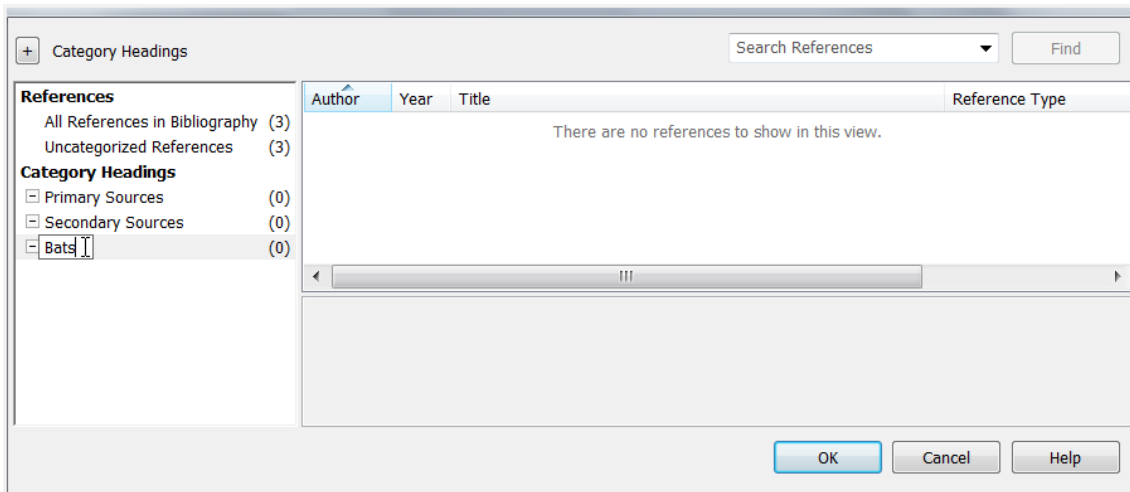 + Category Headings Search References Find
References
All References in Bibliography (3)
Uncategorized References (3)
Category Headings
Primary Sources (0)
Secondary Sources (0)
Bats (0)
Author Year Title Reference Type
There are no references to show in this view.
OK Cancel Help